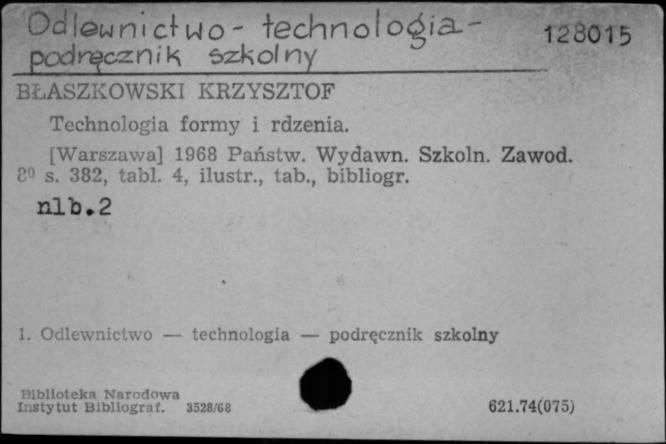 Odlewnictwo - technologia -
podręcznik szkolny
128015
BŁASZKOWSKI KRZYSZTOF
Technologia formy i rdzenia.
[Warszawa] 1968 Państw. Wydawn. Szkoln. Zawod.
8⁰ s. 382, tabl. 4, ilustr., tab., bibliogr.
nlb.2
1. Odlewnictwo — technologia — podręcznik szkolny
Biblioteka Narodowa
Instytut Bibliograf. 3528/68
621.74(075)